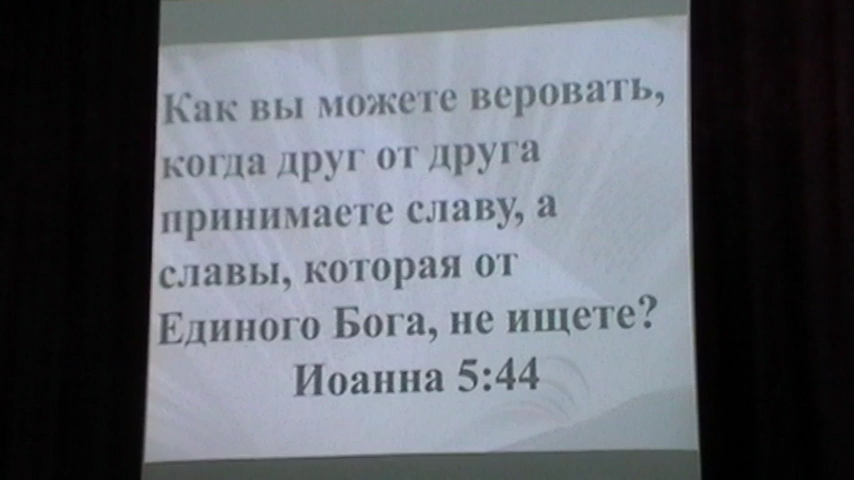 Как вы можете веровать,
когда друг от друга
принимаете славу, а
славы, которая от
Единого Бога, не ищете?
Иоанна 5:44